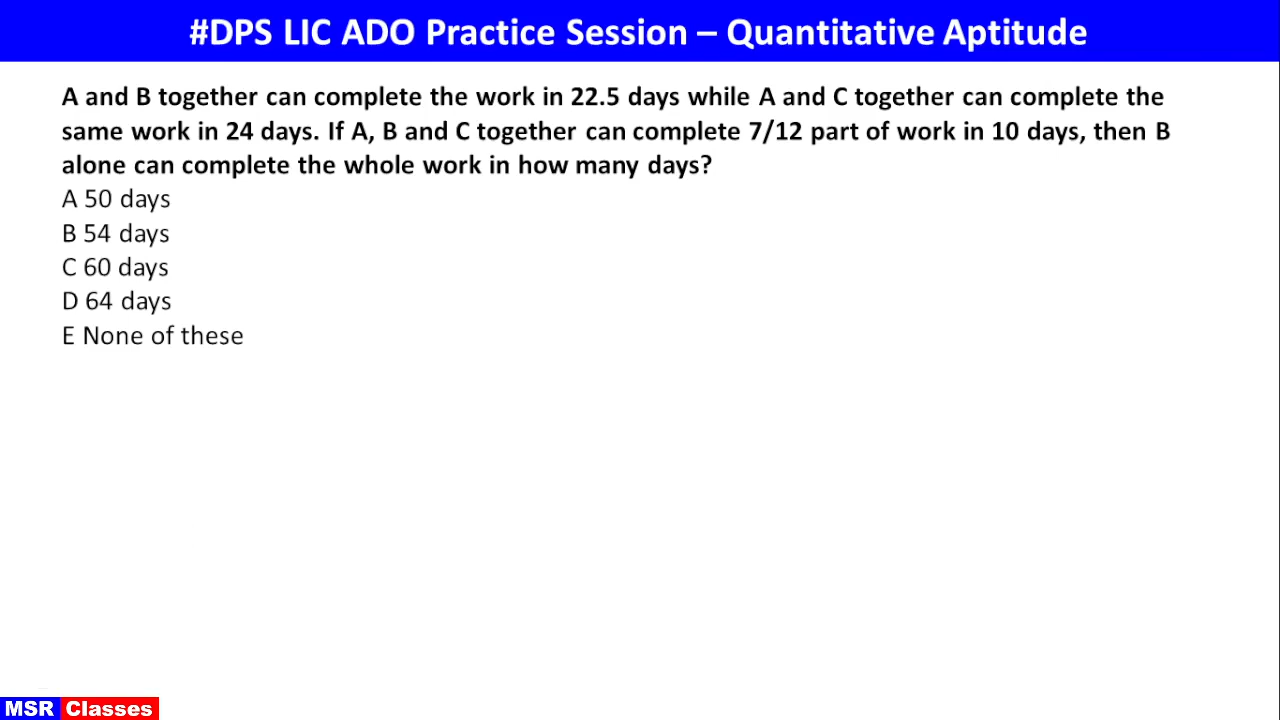 #DPS LIC ADO Practice Session – Quantitative Aptitude
A and B together can complete the work in 22.5 days while A and C together can complete the
same work in 24 days. If A, B and C together can complete 7/12 part of work in 10 days, then B
alone can complete the whole work in how many days?
A 50 days
B 54 days
C 60 days
D 64 days
E None of these
MSR Classes